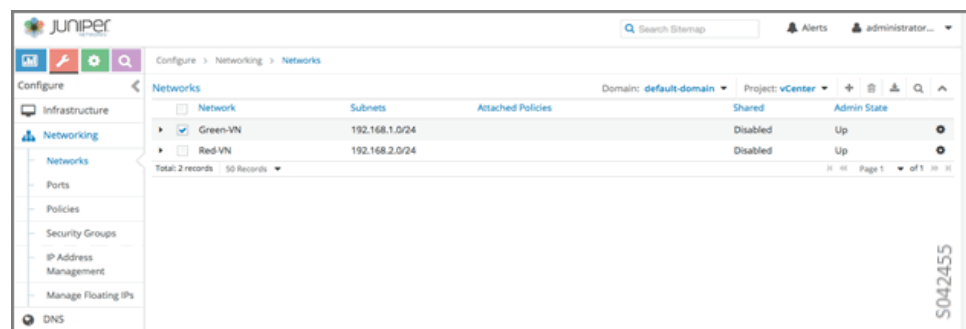 JUNIPER
NETWORKS
Search Sitemap
Alerts
administrator...
Configure > Networking > Networks
Configure
Infrastructure
Networking
Networks
Ports
Policies
Security Groups
IP Address
Management
Manage Floating IPs
DNS
Networks Domain: default-domain Project: vCenter
Network Subnets Attached Policies Shared Admin State
Green-VN 192.168.1.0/24 Disabled Up
Red-VN 192.168.2.0/24 Disabled Up
Total: 2 records 50 Records Page 1 of 1
S042455